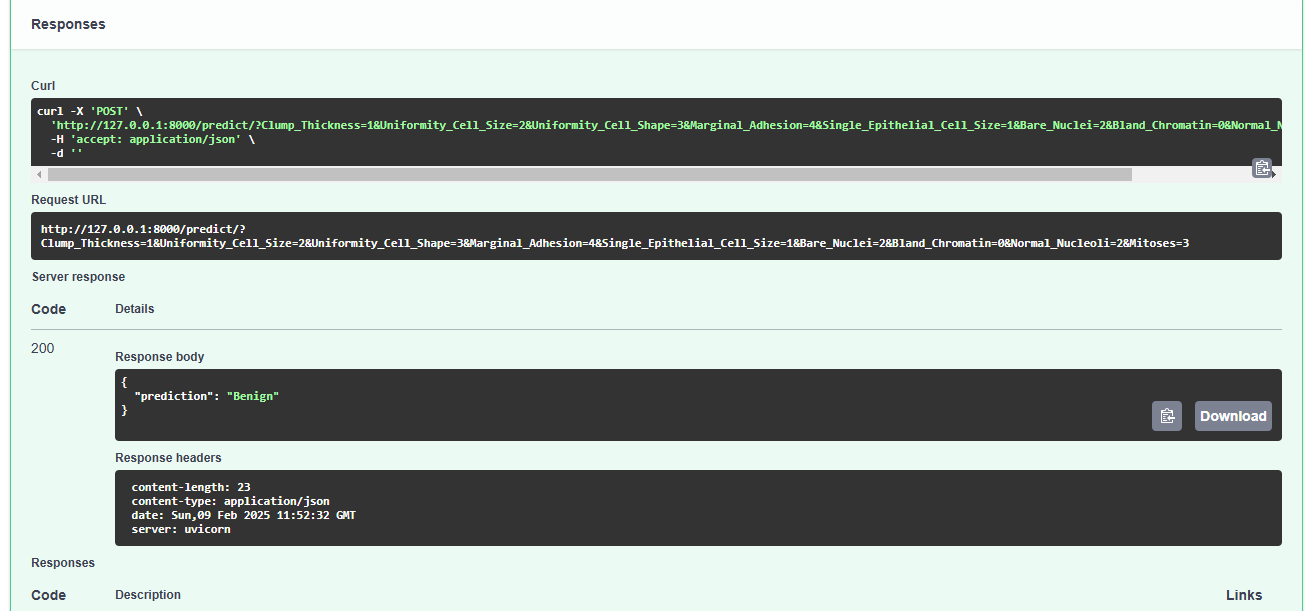 Responses
Curl
curl -X 'POST' \
  'http://127.0.0.1:8000/predict/?Clump_Thickness=1&Uniformity_Cell_Size=2&Uniformity_Cell_Shape=3&Marginal_Adhesion=4&Single_Epithelial_Cell_Size=1&Bare_Nuclei=2&Bland_Chromatin=0&Normal_N
  -H 'accept: application/json' \
  -d ''
Request URL
http://127.0.0.1:8000/predict/?
Clump_Thickness=1&Uniformity_Cell_Size=2&Uniformity_Cell_Shape=3&Marginal_Adhesion=4&Single_Epithelial_Cell_Size=1&Bare_Nuclei=2&Bland_Chromatin=0&Normal_Nucleoli=2&Mitoses=3
Server response
Code Details
200
Response body
{
  "prediction": "Benign"
}
Download
Response headers
content-length: 23
content-type: application/json
date: Sun,09 Feb 2025 11:52:32 GMT
server: uvicorn
Responses
Code Description Links